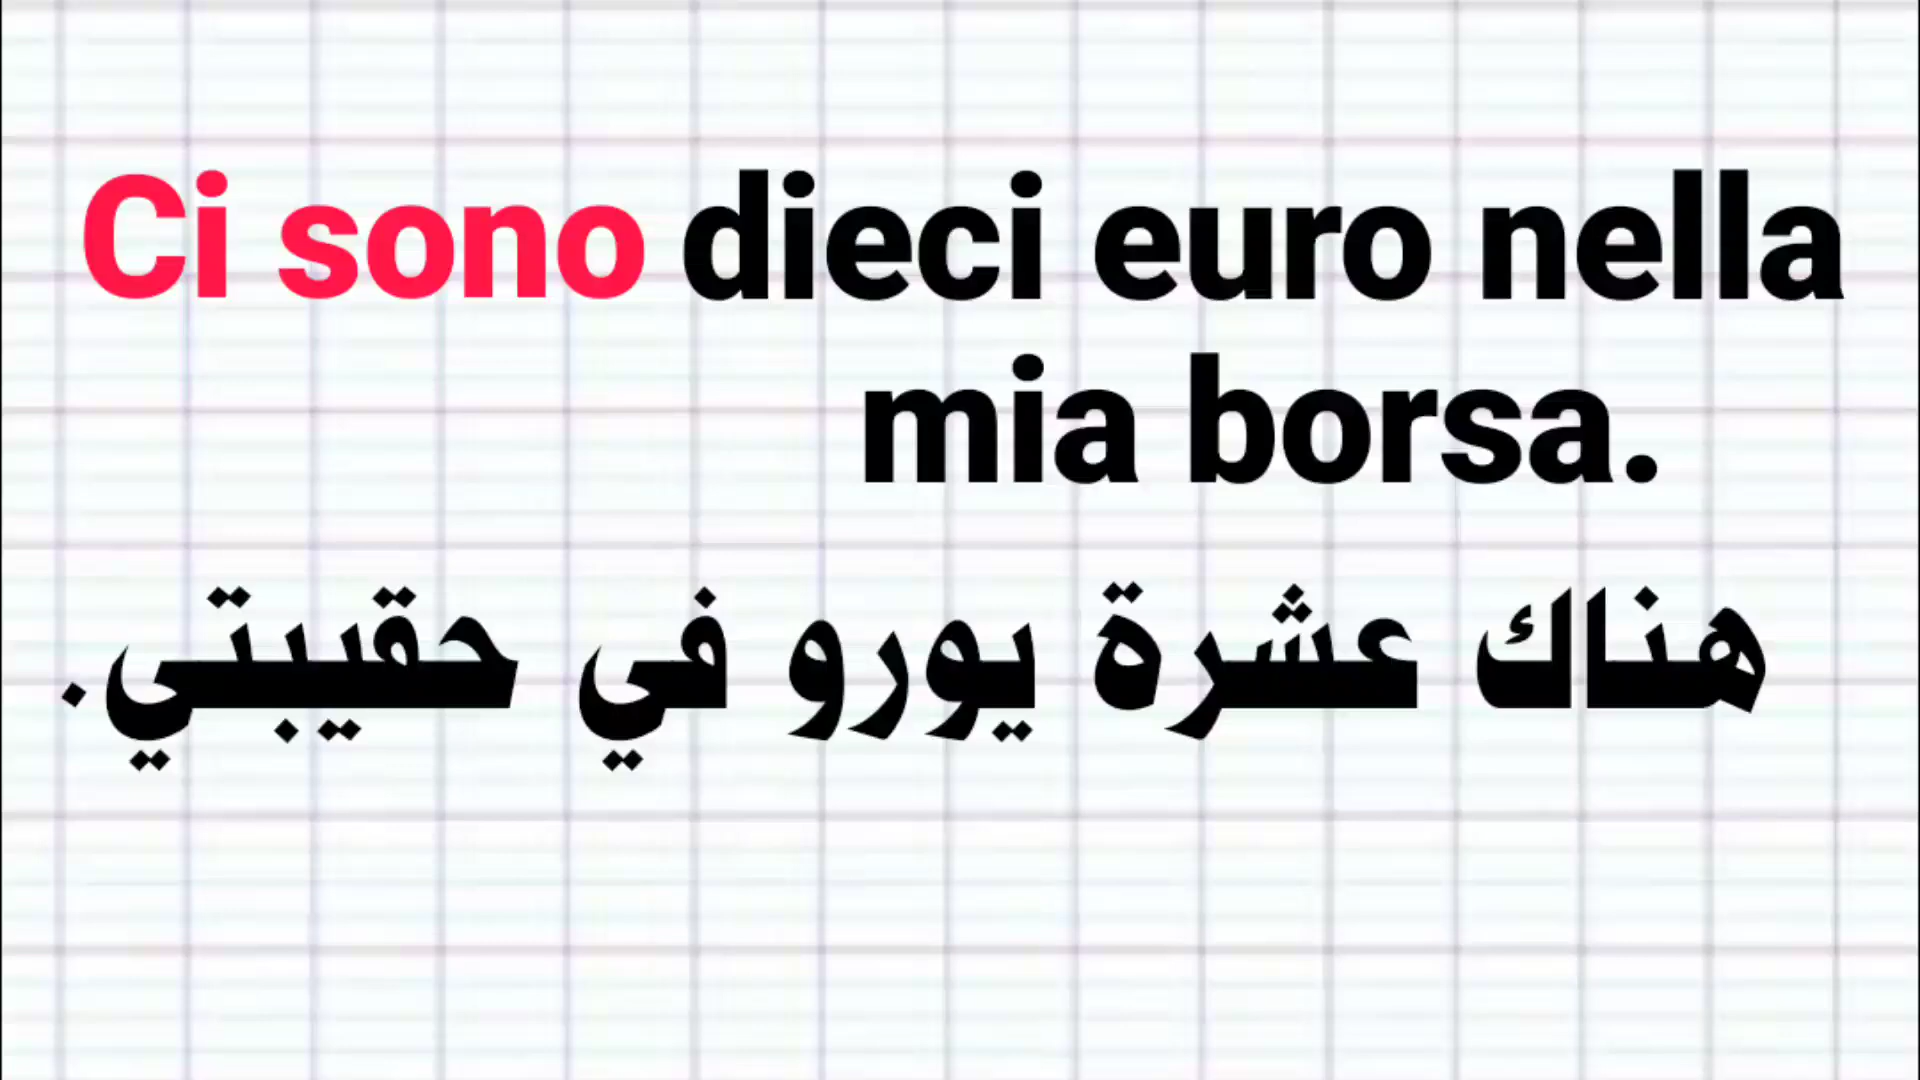 Ci sono dieci euro nella
mia borsa.
هناك عشرة يورو في حقيبتي.